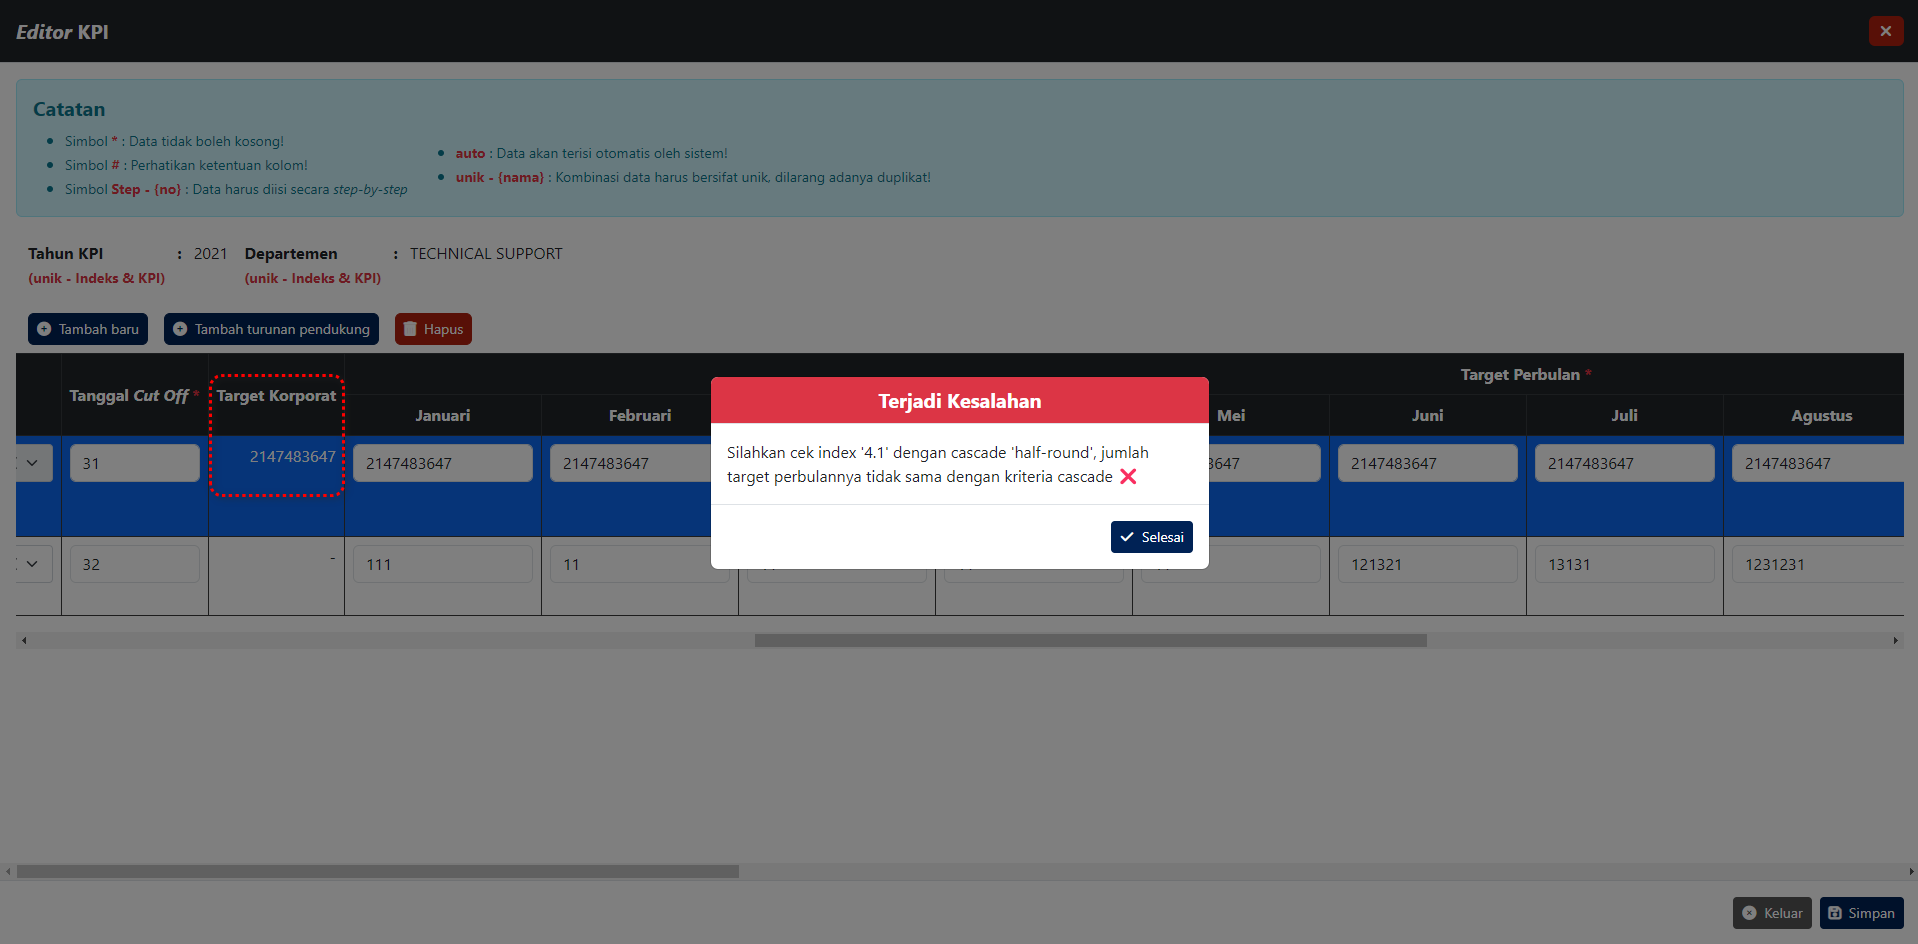 Editor KPI
Catatan
Simbol * : Data tidak boleh kosong!
Simbol # : Perhatikan ketentuan kolom!
Simbol Step - {no} : Data harus diisi secara step-by-step
auto : Data akan terisi otomatis oleh sistem!
unik - {nama} : Kombinasi data harus bersifat unik, dilarang adanya duplikat!
Tahun KPI : 2021 Departemen : TECHNICAL SUPPORT
(unik - Indeks & KPI) (unik - Indeks & KPI)
Tambah baru Tambah turunan pendukung Hapus
Tanggal Cut Off * Target Korporat Target Perbulan *
Januari Februari Mei Juni Juli Agustus
31 2147483647 2147483647 2147483647 3647 2147483647 2147483647 2147483647
32 - 111 11 121321 13131 1231231
Terjadi Kesalahan
Silahkan cek index '4.1' dengan cascade 'half-round', jumlah
target perbulannya tidak sama dengan kriteria cascade ❌
Selesai
Keluar Simpan